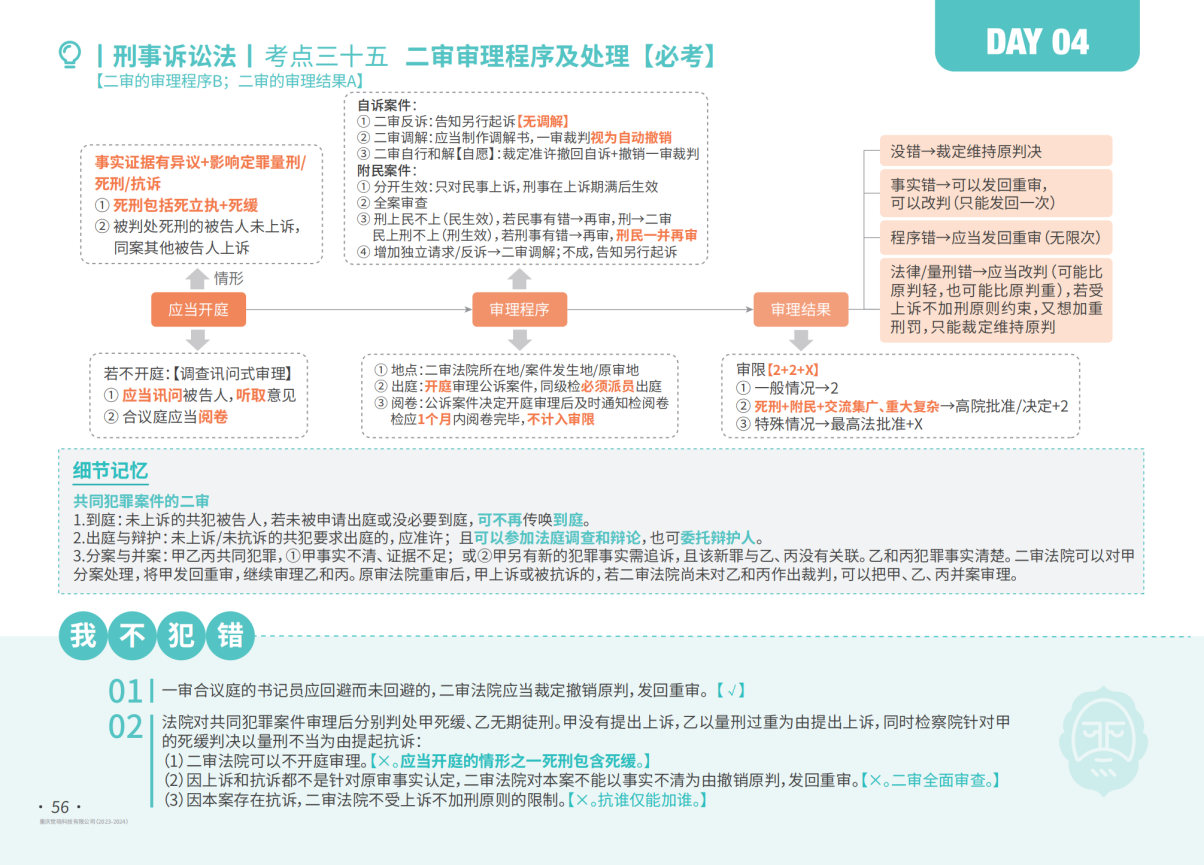 DAY 04
|刑事诉讼法| 考点三十五 二审审理程序及处理【必考】
【二审的审理程序B；二审的审理结果A】
事实证据有异议+影响定罪量刑/
死刑/抗诉
① 死刑包括死立执+死缓
② 被判处死刑的被告人未上诉，
同案其他被告人上诉
情形
应当开庭
若不开庭：【调查讯问式审理】
① 应当讯问被告人，听取意见
② 合议庭应当阅卷
自诉案件：
① 二审反诉：告知另行起诉【无调解】
② 二审调解：应当制作调解书，一审裁判视为自动撤销
③ 二审自行和解【自愿】：裁定准许撤回自诉+撤销一审裁判
附民案件：
① 分开生效：只对民事上诉，刑事在上诉期满后生效
② 全案审查
③ 刑上民不上（民生效），若民事有错→再审，刑→二审
民上刑不上（刑生效），若刑事有错→再审，刑民一并再审
④ 增加独立请求/反诉→二审调解；不成，告知另行起诉
审理程序
① 地点：二审法院所在地/案件发生地/原审地
② 出庭：开庭审理公诉案件，同级检必须派员出庭
③ 阅卷：公诉案件决定开庭审理后及时通知检阅卷
检应1个月内阅卷完毕，不计入审限
没错→裁定维持原判决
事实错→可以发回重审，
可以改判（只能发回一次）
程序错→应当发回重审（无限次）
法律/量刑错→应当改判（可能比
原判轻，也可能比原判重），若受
上诉不加刑原则约束，又想加重
刑罚，只能裁定维持原判
审理结果
审限【2+2+X】
① 一般情况→2
② 死刑+附民+交流集广、重大复杂→高院批准/决定+2
③ 特殊情况→最高法批准+X
细节记忆
共同犯罪案件的二审
1.到庭：未上诉的共犯被告人，若未被申请出庭或没必要到庭，可不再传唤到庭。
2.出庭与辩护：未上诉/未抗诉的共犯要求出庭的，应准许；且可以参加法庭调查和辩论，也可委托辩护人。
3.分案与并案：甲乙丙共同犯罪，①甲事实不清、证据不足；或②甲另有新的犯罪事实需追诉，且该新罪与乙、丙没有关联。乙和丙犯罪事实清楚。二审法院可以对甲
分案处理，将甲发回重审，继续审理乙和丙。原审法院重审后，甲上诉或被抗诉的，若二审法院尚未对乙和丙作出裁判，可以把甲、乙、丙并案审理。
我不犯错
01 一审合议庭的书记员应回避而未回避的，二审法院应当裁定撤销原判，发回重审。【√】
02 法院对共同犯罪案件审理后分别判处甲死缓、乙无期徒刑。甲没有提出上诉，乙以量刑过重为由提出上诉，同时检察院针对甲
的死缓判决以量刑不当为由提起抗诉：
（1）二审法院可以不开庭审理。【×。应当开庭的情形之一死刑包含死缓。】
（2）因上诉和抗诉都不是针对原审事实认定，二审法院对本案不能以事实不清为由撤销原判，发回重审。【×。二审全面审查。】
（3）因本案存在抗诉，二审法院不受上诉不加刑原则的限制。【×。抗谁仅能加谁。】
· 56 ·